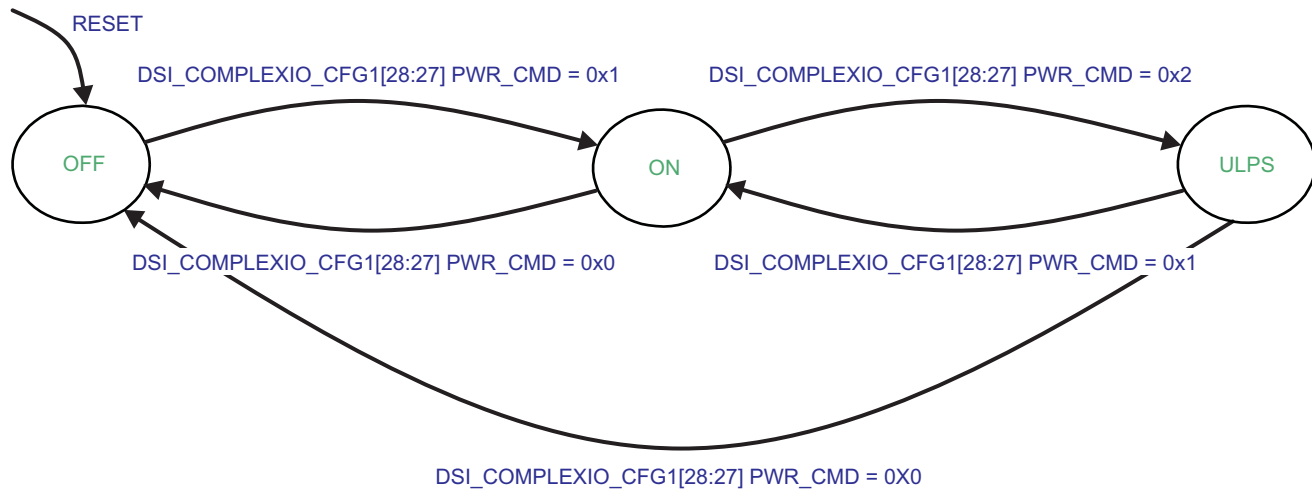 RESET
DSI_COMPLEXIO_CFG1[28:27] PWR_CMD = 0x1
DSI_COMPLEXIO_CFG1[28:27] PWR_CMD = 0x2
OFF
ON
ULPS
DSI_COMPLEXIO_CFG1[28:27] PWR_CMD = 0x0
DSI_COMPLEXIO_CFG1[28:27] PWR_CMD = 0x1
DSI_COMPLEXIO_CFG1[28:27] PWR_CMD = 0X0